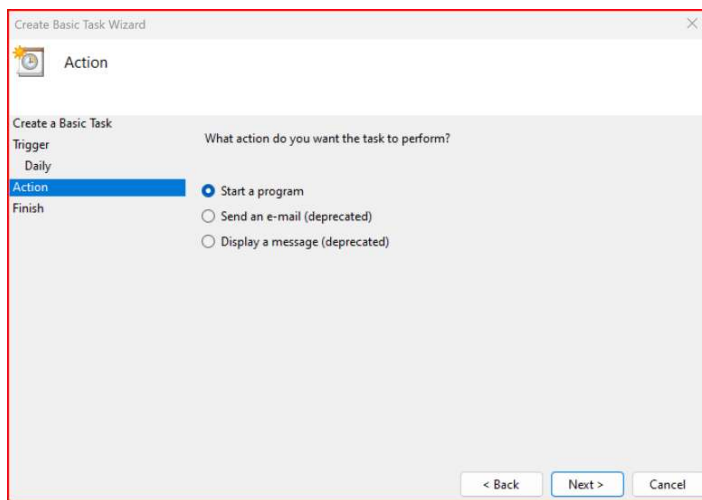 Create Basic Task Wizard
Action
Create a Basic Task
Trigger
Daily
Action
Finish
What action do you want the task to perform?
Start a program
Send an e-mail (deprecated)
Display a message (deprecated)
< Back
Next >
Cancel